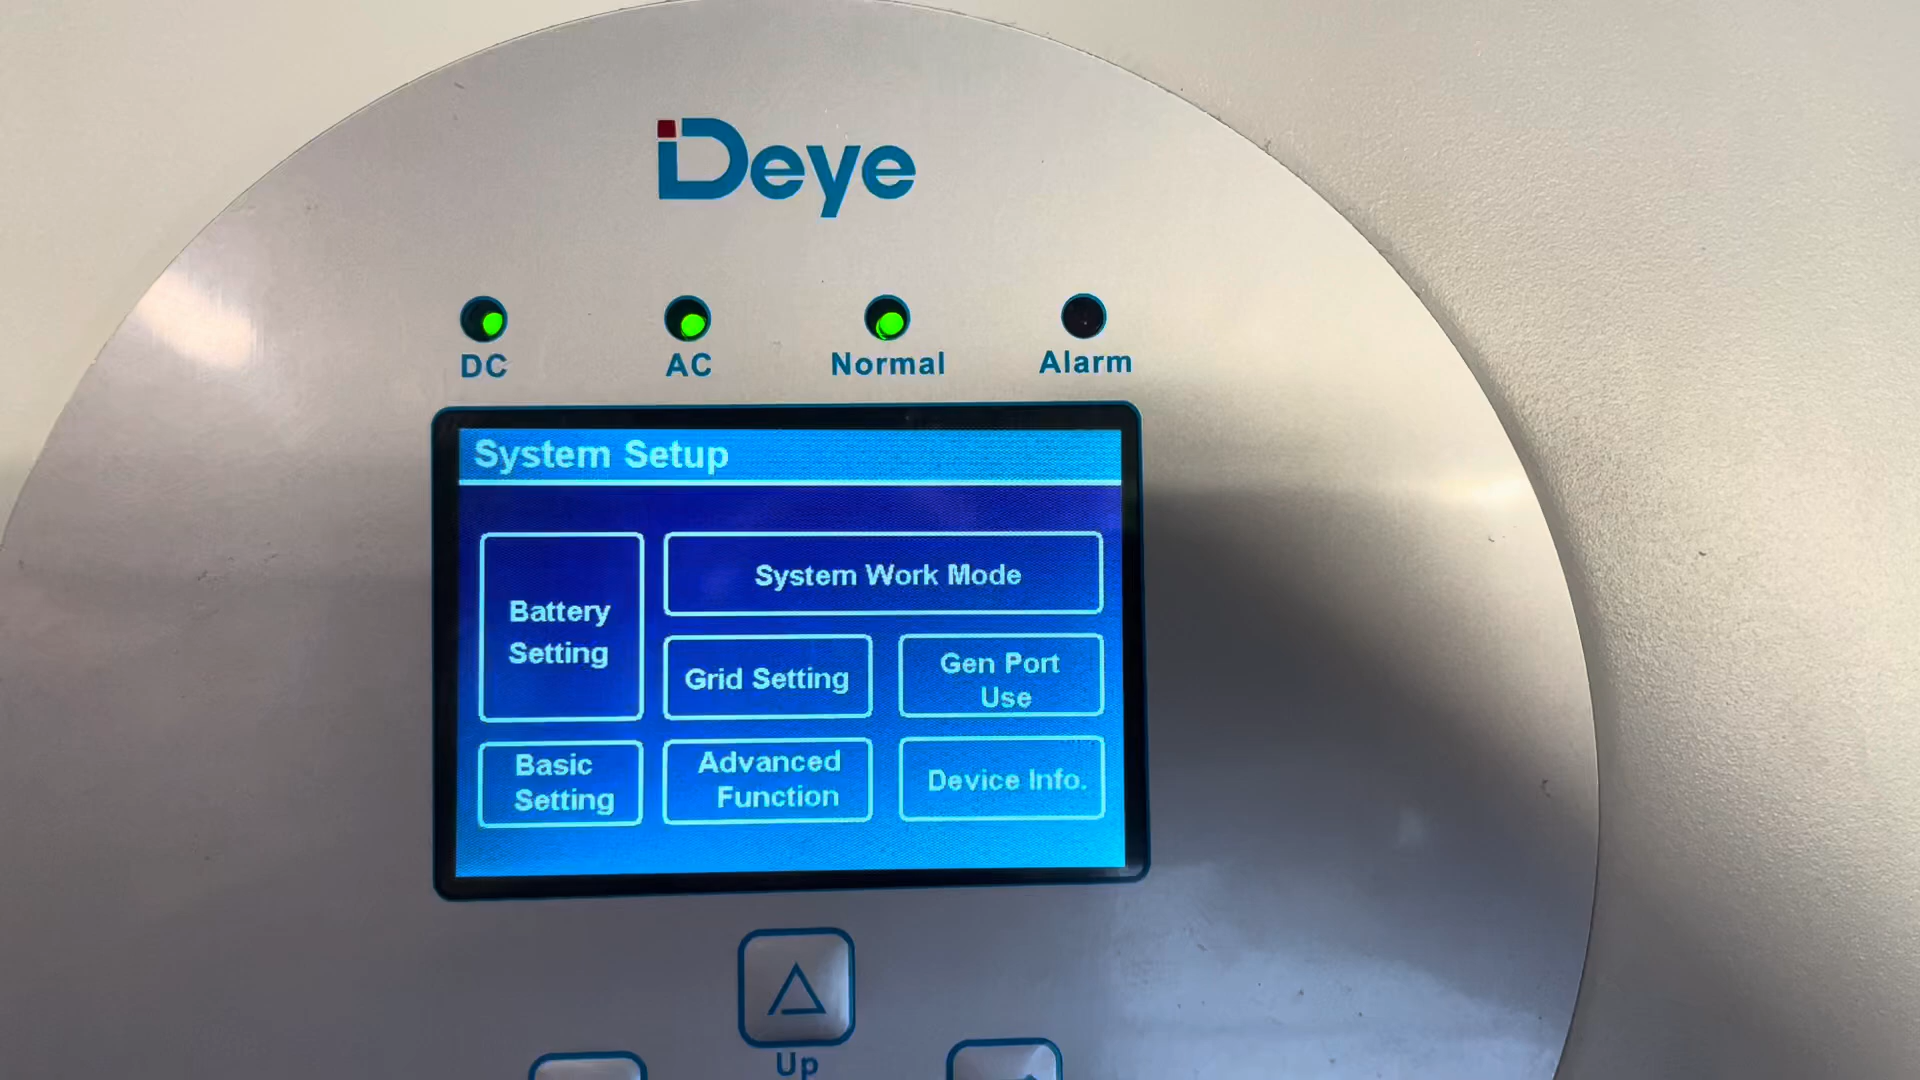 Deye
DC AC Normal Alarm
System Setup
Battery
Setting
System Work Mode
Grid Setting
Gen Port
Use
Basic
Setting
Advanced
Function
Device Info.
Up